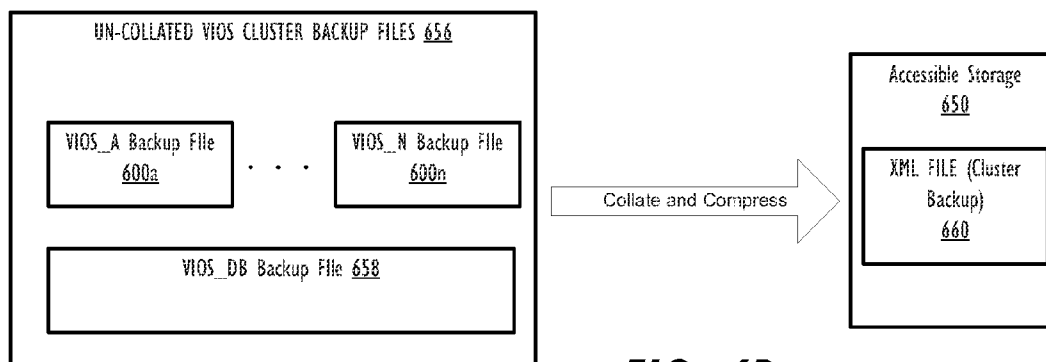 UN-COLLATED VIOS CLUSTER BACKUP FILES 656
VIOS_A Backup File
600a
. . .
VIOS_N Backup File
600n
VIOS_DB Backup File 658
Collate and Compress
Accessible Storage
650
XML FILE (Cluster
Backup)
660